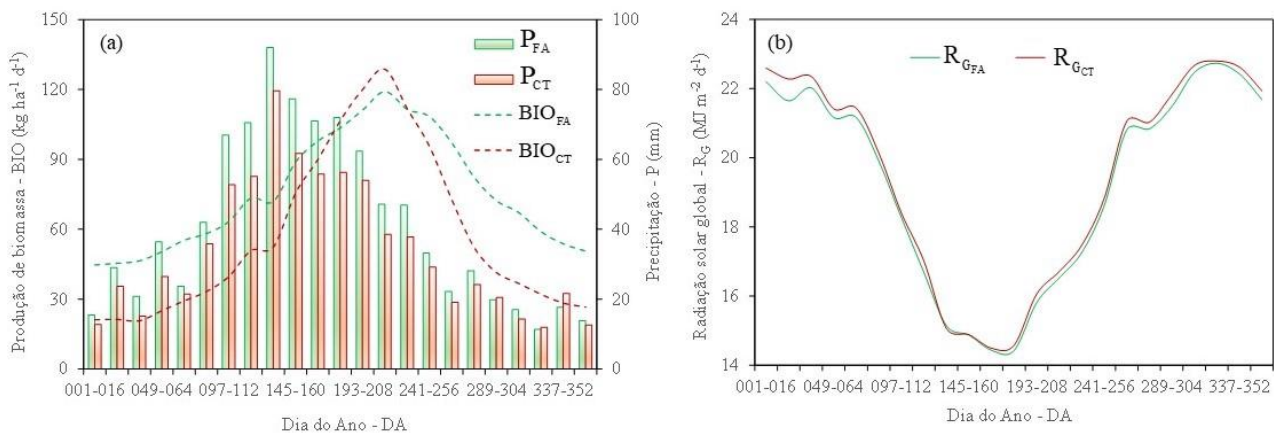 (a)
P_FA
P_CT
BIO_FA
BIO_CT
Produção de biomassa - BIO (kg ha⁻¹ d⁻¹)
150
120
90
60
30
0
Precipitação - P (mm)
100
80
60
40
20
0
001-016 049-064 097-112 145-160 193-208 241-256 289-304 337-352
Dia do Ano - DA
(b)
R_GFA R_GCT
Radiação solar global - R_G (MJ m⁻² d⁻¹)
24
22
20
18
16
14
001-016 049-064 097-112 145-160 193-208 241-256 289-304 337-352
Dia do Ano - DA